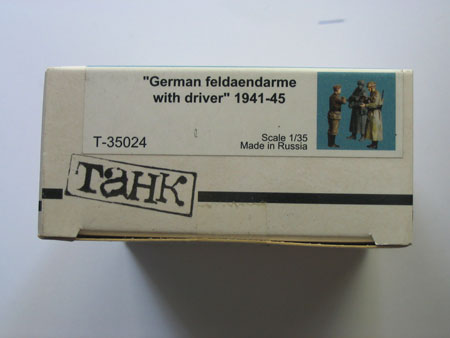 "German feldaendarme
with driver" 1941-45
T-35024
Scale 1/35
Made in Russia
Танк